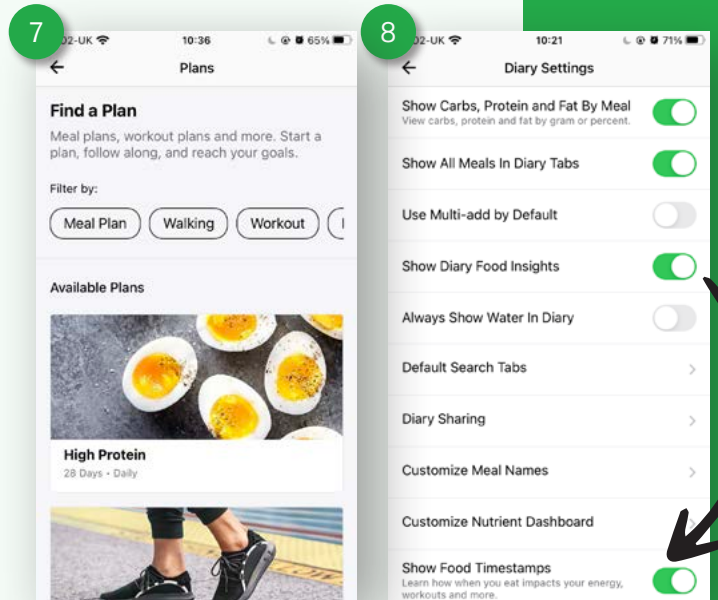 7
02-UK
10:36
65%
Plans
Find a Plan
Meal plans, workout plans and more. Start a
plan, follow along, and reach your goals.
Filter by:
Meal Plan
Walking
Workout
Available Plans
High Protein
28 Days • Daily
8
02-UK
10:21
71%
Diary Settings
Show Carbs, Protein and Fat By Meal
View carbs, protein and fat by gram or percent.
Show All Meals In Diary Tabs
Use Multi-add by Default
Show Diary Food Insights
Always Show Water In Diary
Default Search Tabs
Diary Sharing
Customize Meal Names
Customize Nutrient Dashboard
Show Food Timestamps
Learn how when you eat impacts your energy,
workouts and more.